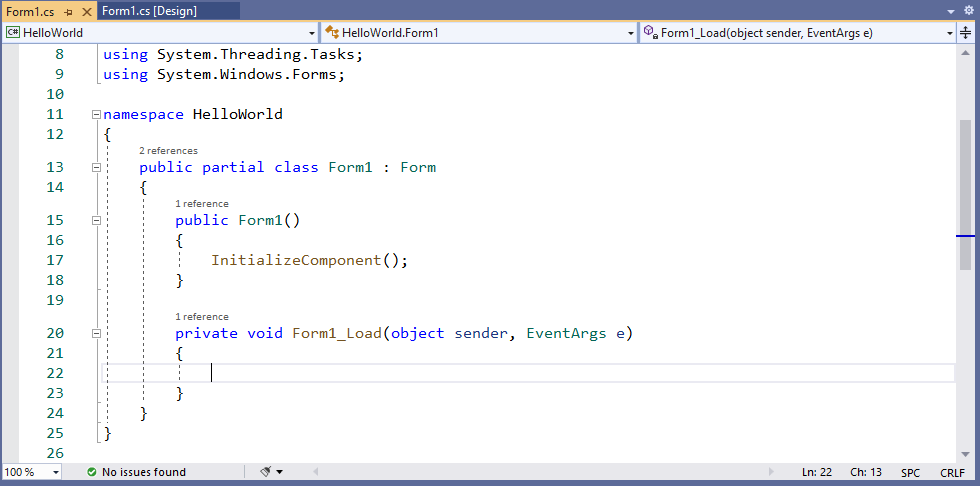 Form1.cs Form1.cs [Design]
C# HelloWorld HelloWorld.Form1 Form1_Load(object sender, EventArgs e)
8 using System.Threading.Tasks;
9 using System.Windows.Forms;
10
11 namespace HelloWorld
12 {
2 references
13 public partial class Form1 : Form
14 {
1 reference
15 public Form1()
16 {
17 InitializeComponent();
18 }
19
1 reference
20 private void Form1_Load(object sender, EventArgs e)
21 {
22
23 }
24 }
25 }
26
100 % No issues found Ln: 22 Ch: 13 SPC CRLF